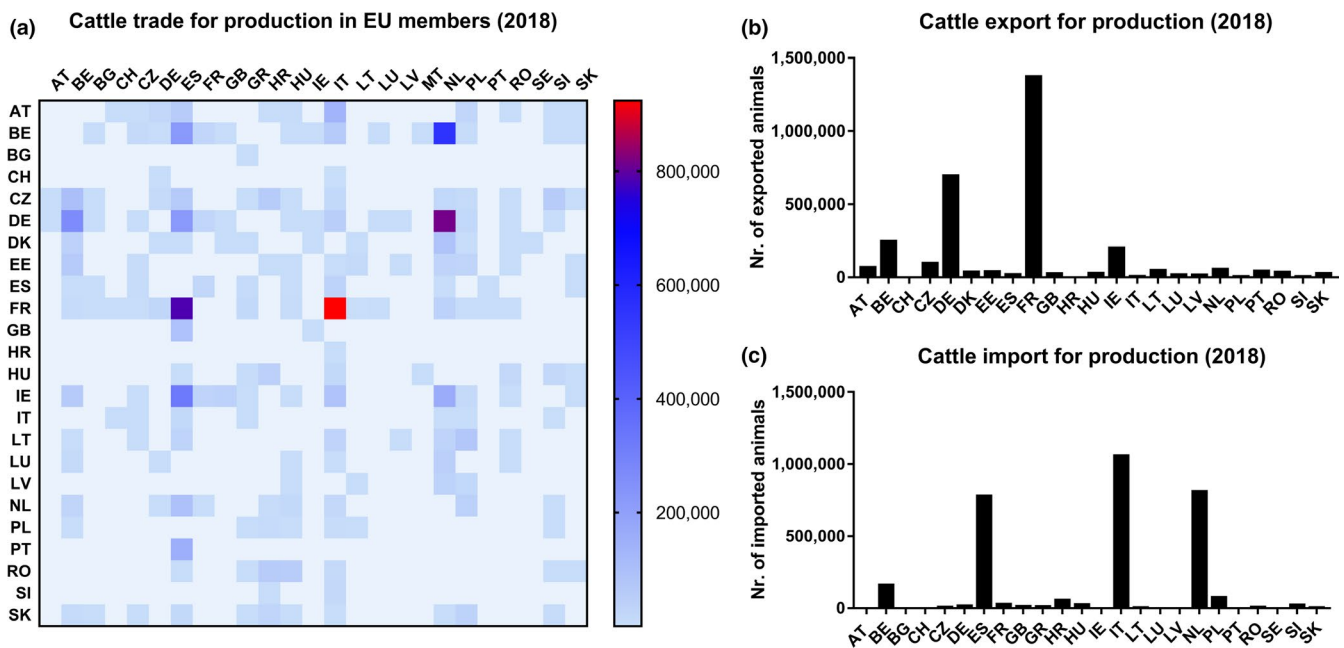 (a) Cattle trade for production in EU members (2018)
AT BE BG CH CZ DE ES FR GB GR HR HU IE IT LT LU LV MT NL PL PT RO SE SI SK
AT
BE
BG
CH
CZ
DE
DK
EE
ES
FR
GB
HR
HU
IE
IT
LT
LU
LV
NL
PL
PT
RO
SI
SK
800,000
600,000
400,000
200,000
(b) Cattle export for production (2018)
Nr. of exported animals
1,500,000
1,000,000
500,000
0
AT BE CH CZ DE DK EE ES FR GB HR HU IE IT LT LU LV NL PL PT RO SI SK
(c) Cattle import for production (2018)
Nr. of imported animals
1,500,000
1,000,000
500,000
0
AT BE BG CH CZ DE ES FR GB GR HR HU IE IT LT LU LV NL PL PT RO SE SI SK